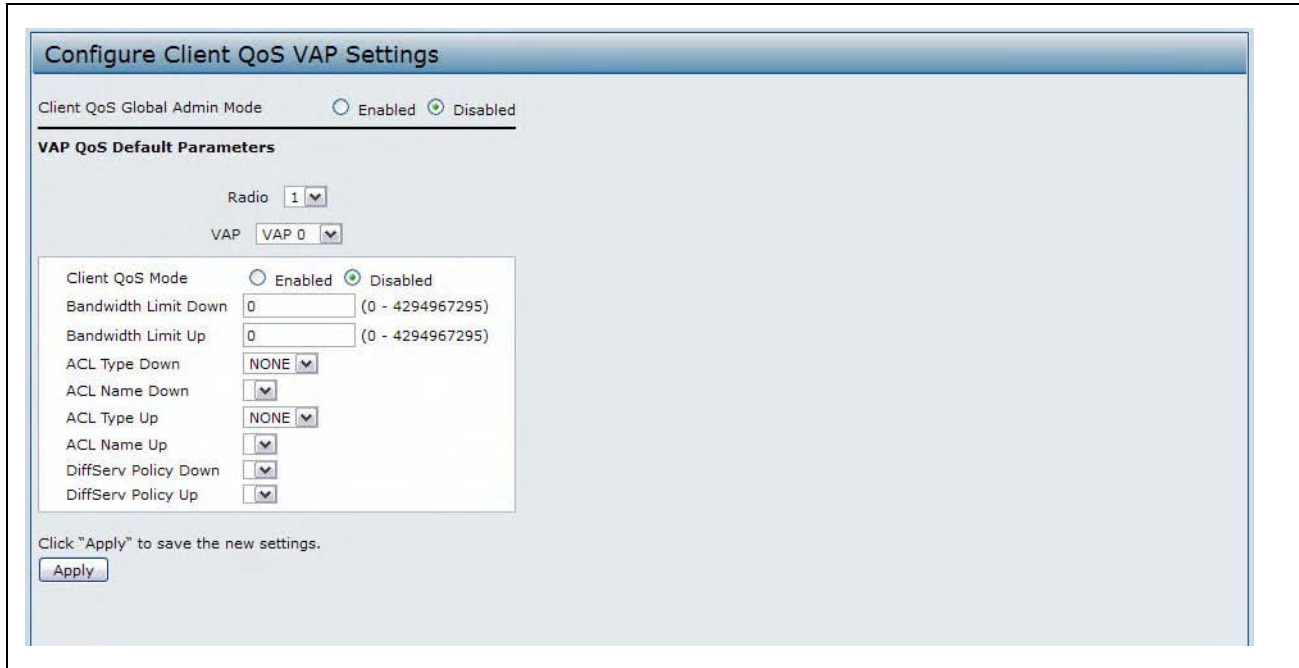 Configure Client QoS VAP Settings
Client QoS Global Admin Mode Enabled Disabled
VAP QoS Default Parameters
Radio 1
VAP VAP 0
Client QoS Mode Enabled Disabled
Bandwidth Limit Down 0 (0 - 4294967295)
Bandwidth Limit Up 0 (0 - 4294967295)
ACL Type Down NONE
ACL Name Down
ACL Type Up NONE
ACL Name Up
DiffServ Policy Down
DiffServ Policy Up
Click "Apply" to save the new settings.
Apply